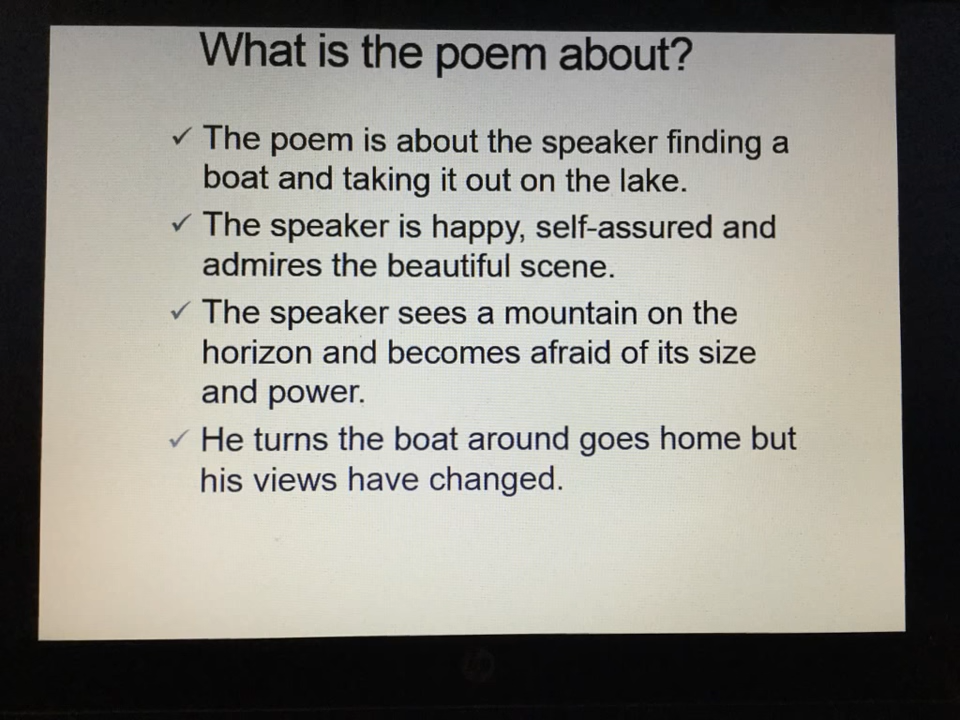 What is the poem about?
✓ The poem is about the speaker finding a
boat and taking it out on the lake.
✓ The speaker is happy, self-assured and
admires the beautiful scene.
✓ The speaker sees a mountain on the
horizon and becomes afraid of its size
and power.
✓ He turns the boat around goes home but
his views have changed.